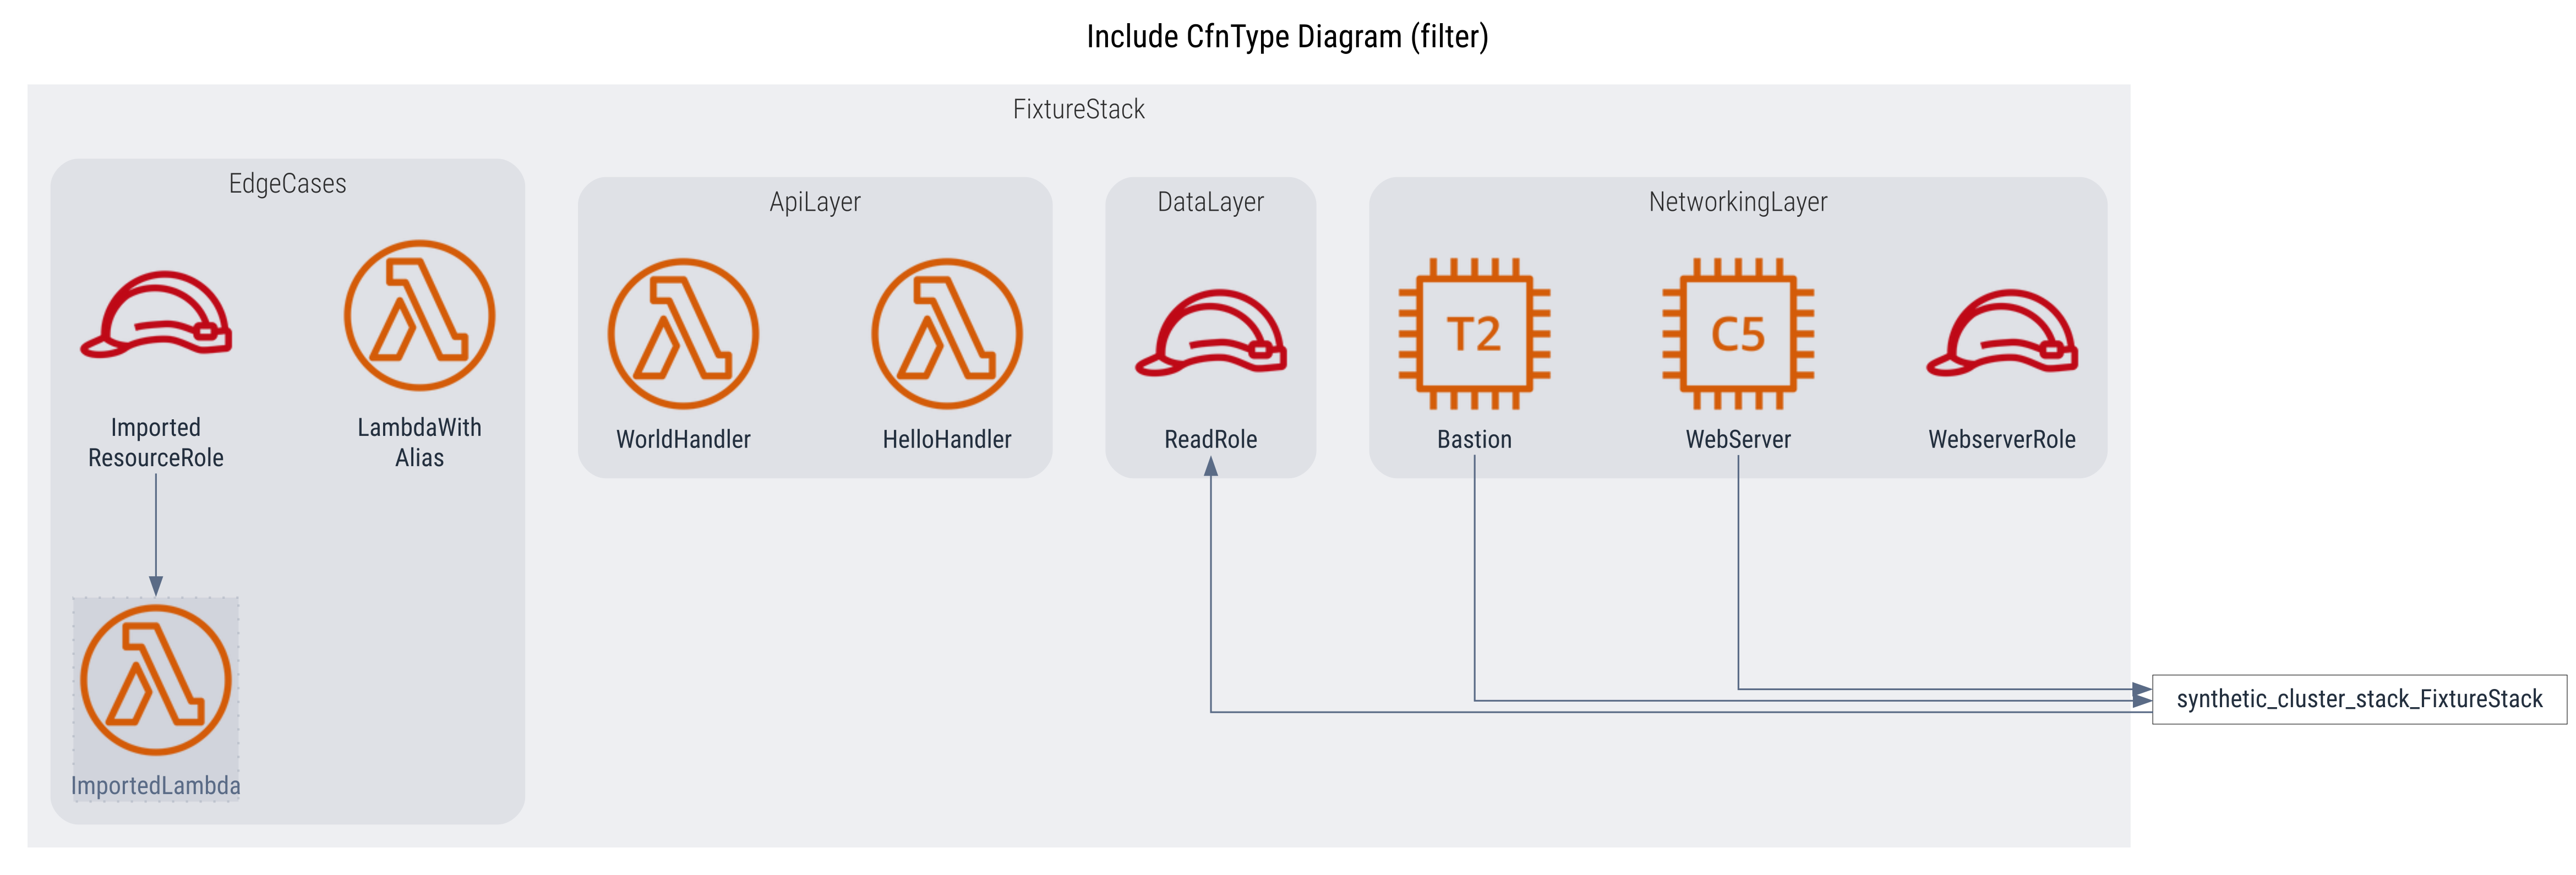 Include CfnType Diagram (filter)
FixtureStack
EdgeCases
Imported
ResourceRole
LambdaWith
Alias
ImportedLambda
ApiLayer
WorldHandler
HelloHandler
DataLayer
ReadRole
NetworkingLayer
T2
Bastion
C5
WebServer
WebserverRole
synthetic_cluster_stack_FixtureStack